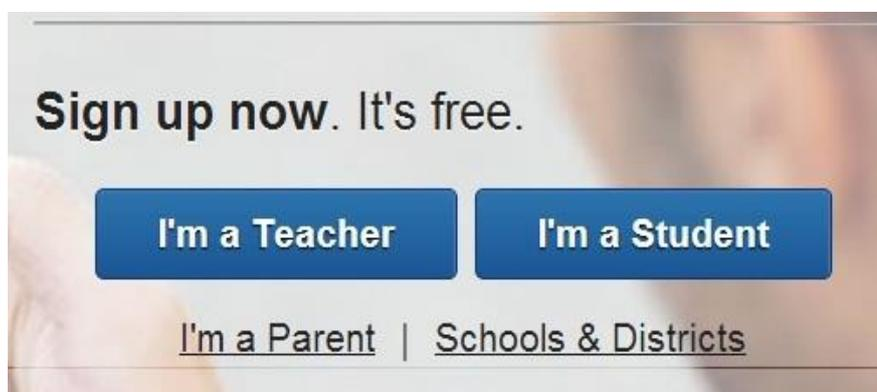 Sign up now. It's free.
I'm a Teacher I'm a Student
I'm a Parent | Schools & Districts